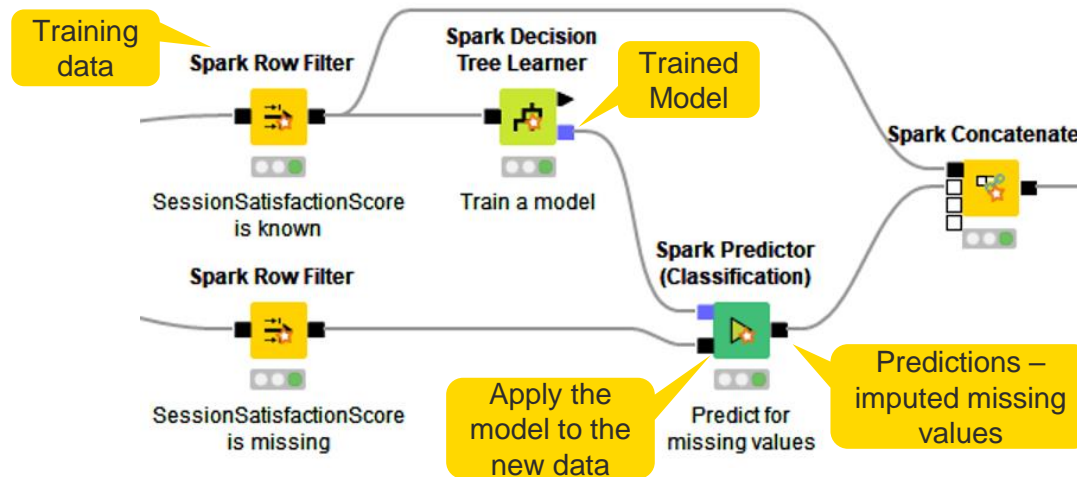 Training
data
Spark Row Filter
SessionSatisfactionScore
is known
Spark Decision
Tree Learner
Train a model
Trained
Model
Spark Concatenate
Spark Row Filter
SessionSatisfactionScore
is missing
Spark Predictor
(Classification)
Predict for
missing values
Apply the
model to the
new data
Predictions –
imputed missing
values